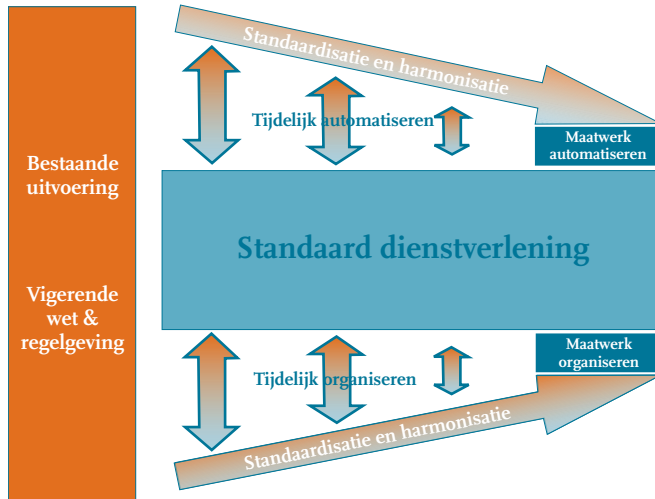 Standaardisatie en harmonisatie
Tijdelijk automatiseren
Maatwerk
automatiseren
Bestaande
uitvoering
Standaard dienstverlening
Vigerende
wet &
regelgeving
Maatwerk
organiseren
Tijdelijk organiseren
Standaardisatie en harmonisatie